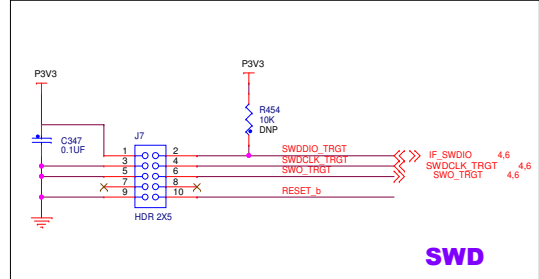 P3V3
P3V3
R454
10K
DNP
C347
0.1UF
J7
1 2 SWDDIO_TRGT IF_SWDIO 4,6
3 4 SWDCLK_TRGT SWDCLK_TRGT 4,6
5 6 SWO_TRGT SWO_TRGT 4,6
7 8
9 10 RESET_b
HDR 2X5
SWD